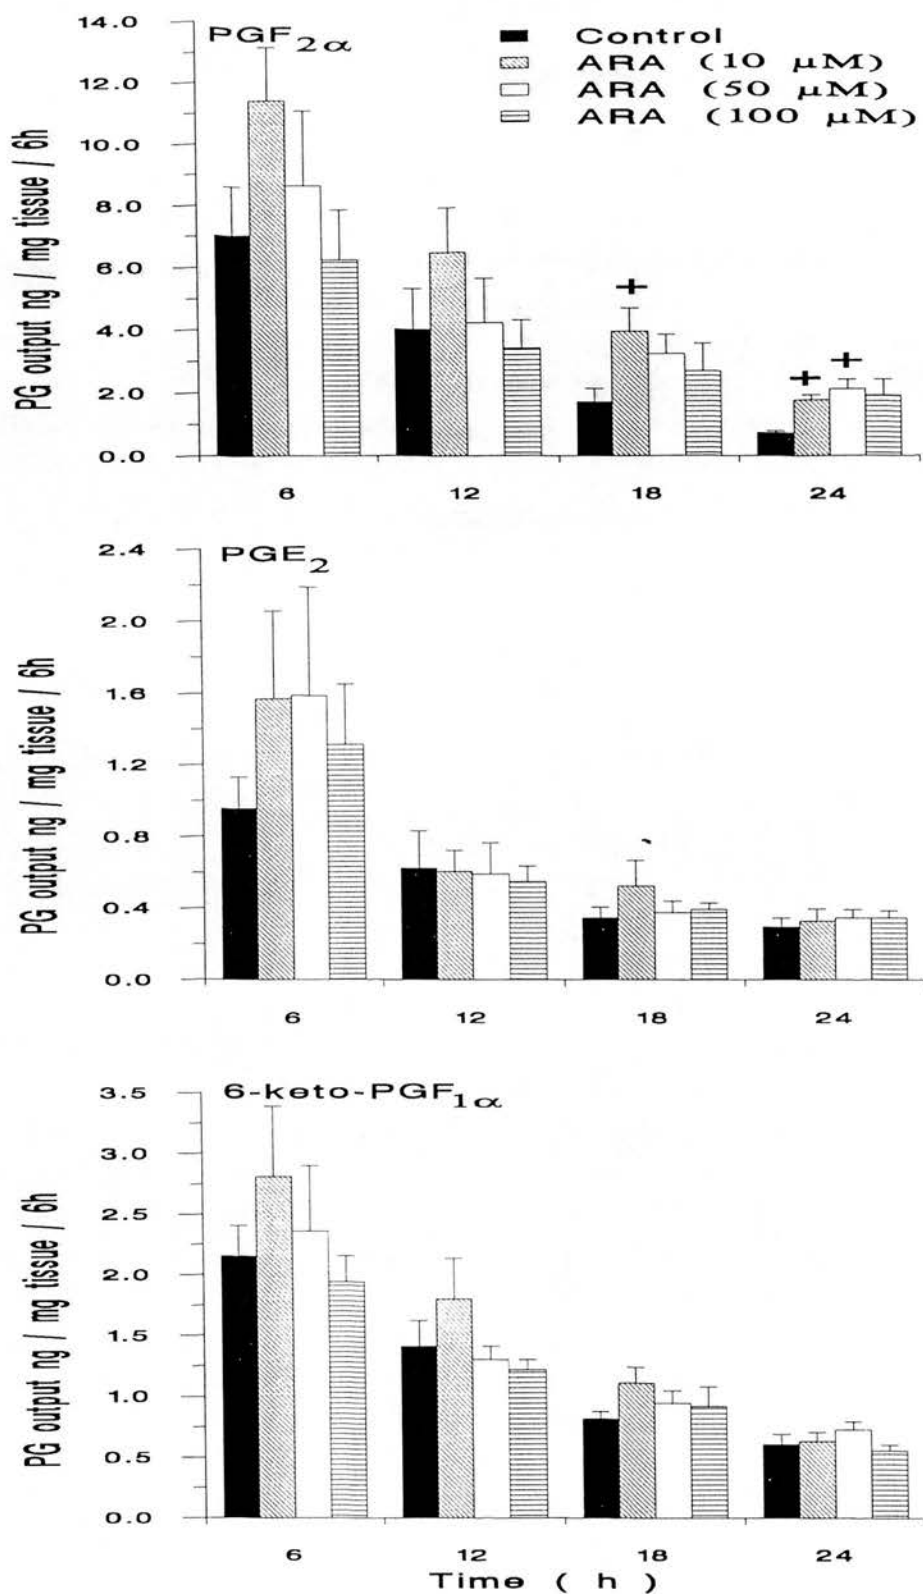 PGF2α
Control
ARA (10 μM)
ARA (50 μM)
ARA (100 μM)
PG output ng / mg tissue / 6h
14.0
12.0
10.0
8.0
6.0
4.0
2.0
0.0
+
+ +
6 12 18 24
PGE2
PG output ng / mg tissue / 6h
2.4
2.0
1.6
1.2
0.8
0.4
0.0
6 12 18 24
6-keto-PGF1α
PG output ng / mg tissue / 6h
3.5
3.0
2.5
2.0
1.5
1.0
0.5
0.0
6 12 18 24
Time ( h )